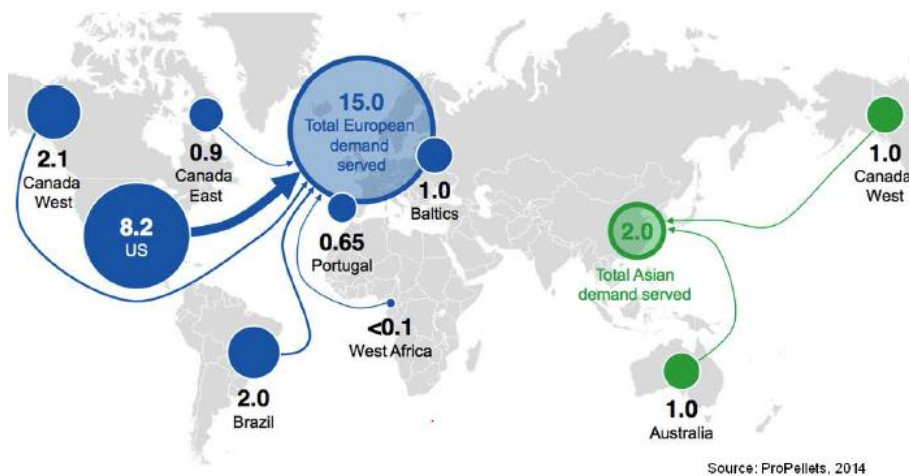 15.0
Total European
demand
served
2.1
Canada
West
0.9
Canada
East
1.0
Baltics
1.0
Canada
West
8.2
US
0.65
Portugal
2.0
Total Asian
demand served
<0.1
West Africa
2.0
Brazil
1.0
Australia
Source: ProPellets, 2014